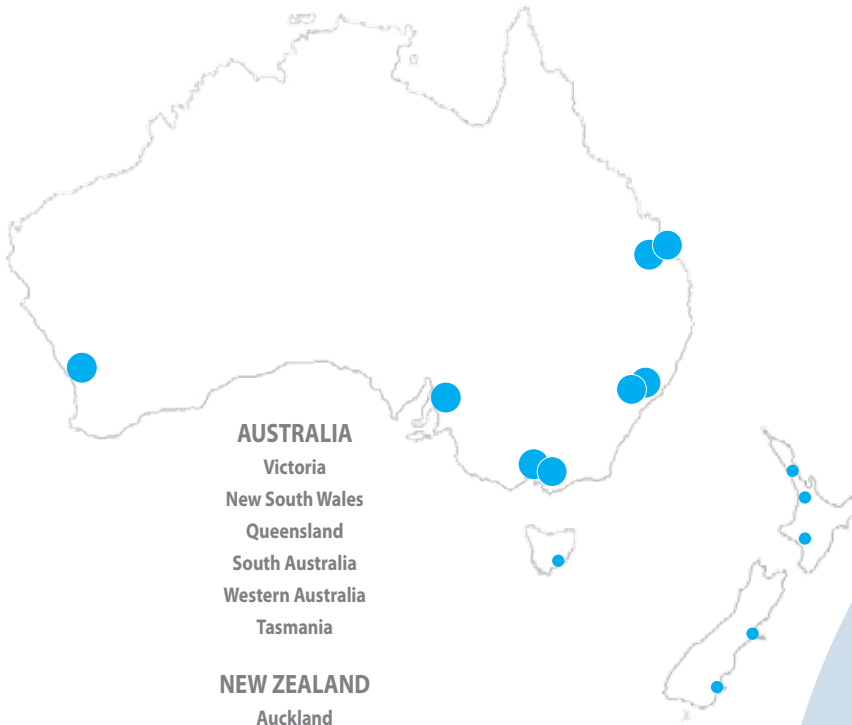 AUSTRALIA
Victoria
New South Wales
Queensland
South Australia
Western Australia
Tasmania
NEW ZEALAND
Auckland